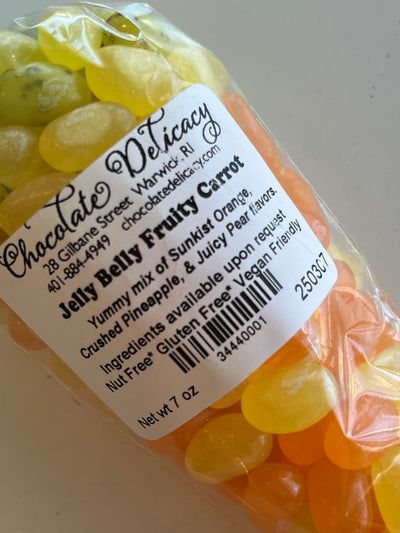 Chocolate Delicacy
28 Gilbane Street Warwick, RI
401-884-4949 chocolatedelicacy.com
Jelly Belly Fruity Carrot
Yummy mix of Sunkist Orange,
Crushed Pineapple, & Juicy Pear flavors.
Ingredients available upon request
Nut Free* Gluten Free* Vegan Friendly
34440001
250307
Net wt 7 oz